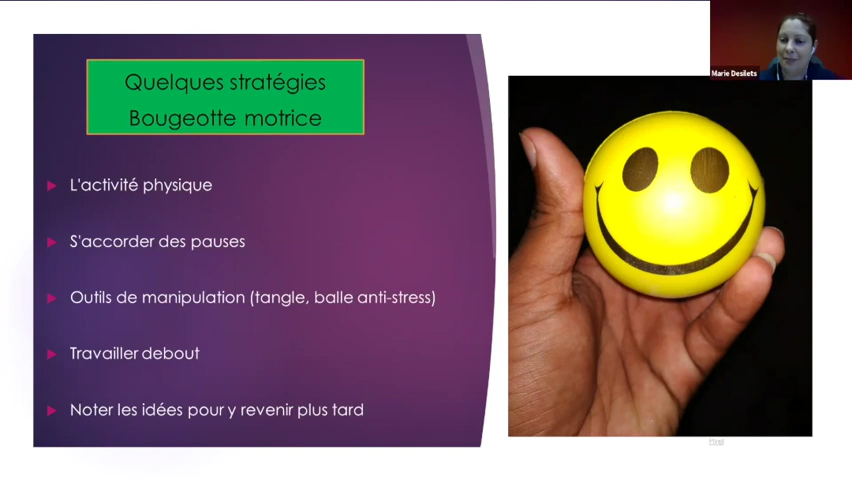 Quelques stratégies
Bougeotte motrice
L'activité physique
S'accorder des pauses
Outils de manipulation (tangle, balle anti-stress)
Travailler debout
Noter les idées pour y revenir plus tard
Marie Desilets